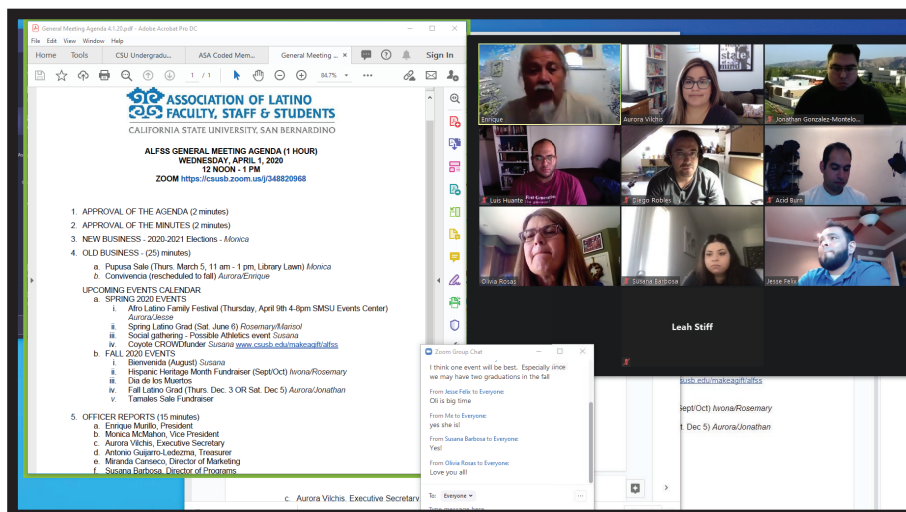 General Meeting Agenda 4.1.20.pdf - Adobe Acrobat Pro DC
File Edit View Window Help
Home Tools CSU Undergradu... ASA Coded Mem... General Meeting ... × Sign In
1 / 1 84.7%
ASSOCIATION OF LATINO
FACULTY, STAFF & STUDENTS
CALIFORNIA STATE UNIVERSITY, SAN BERNARDINO
ALFSS GENERAL MEETING AGENDA (1 HOUR)
WEDNESDAY, APRIL 1, 2020
12 NOON - 1 PM
ZOOM https://csusb.zoom.us/j/348820968
1. APPROVAL OF THE AGENDA (2 minutes)
2. APPROVAL OF THE MINUTES (2 minutes)
3. NEW BUSINESS - 2020-2021 Elections - Monica
4. OLD BUSINESS - (25) minutes)
a. Pupusa Sale (Thurs. March 5, 11 am - 1 pm, Library Lawn) Monica
b. Convivencia (rescheduled to fall) Aurora/Enrique
UPCOMING EVENTS CALENDAR
a. SPRING 2020 EVENTS
i. Afro Latino Family Festival (Thursday, April 9th 4-8pm SMSU Events Center)
Aurora/Jesse
ii. Spring Latino Grad (Sat. June 6) Rosemary/Marisol
iii. Social gathering - Possible Athletics event Susana
iv. Coyote CROWDfunder Susana www.csusb.edu/makeagift/alfss
b. FALL 2020 EVENTS
i. Bienvenida (August) Susana
ii. Hispanic Heritage Month Fundraiser (Sept/Oct) Iwona/Rosemary
iii. Dia de los Muertos
iv. Fall Latino Grad (Thurs. Dec. 3 OR Sat. Dec 5) Aurora/Jonathan
v. Tamales Sale Fundraiser
5. OFFICER REPORTS (15 minutes)
a. Enrique Murillo, President
b. Monica McMahon, Vice President
c. Aurora Vilchis, Executive Secretary
d. Antonio Guijarro-Ledezma, Treasurer
e. Miranda Canseco, Director of Marketing
f. Susana Barbosa, Director of Programs
c. Aurora Vilchis, Executive Secretary
Enrique
Aurora Vilchis
state
mind
Jonathan Gonzalez-Montelo...
Luis Huante
First Generation
Diego Robles
Acid Burn
Olivia Rosas
Susana Barbosa
Jesse Felix
Leah Stiff
Zoom Group Chat
I think one event will be best. Especially since
we may have two graduations in the fall
From Jesse Felix to Everyone:
Oli is big time
From Me to Everyone:
yes she is!
From Susana Barbosa to Everyone:
Yes!
From Olivia Rosas to Everyone:
Love you all!
To: Everyone
Type message here
susb.edu/makeagift/alfss
Sept/Oct) Iwona/Rosemary
t. Dec 5) Aurora/Jonathan